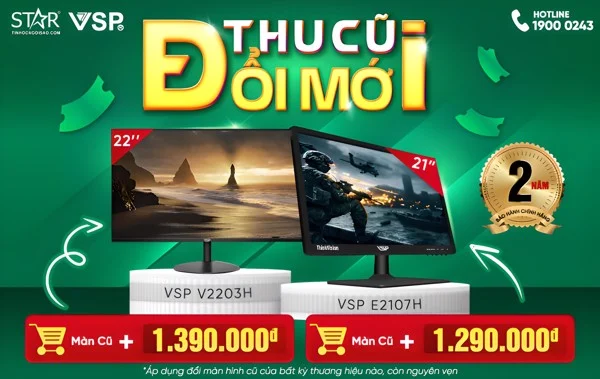 STAR VSP
TINHOCNGOISAO.COM
HOTLINE
1900 0243
THU CŨ
ĐỔI MỚI
22''
21''
2
NĂM
BẢO HÀNH CHÍNH HÃNG
ThinkVision
VSP
VSP V2203H
VSP E2107H
Màn Cũ + 1.390.000đ
Màn Cũ + 1.290.000đ
*Áp dụng đổi màn hình cũ của bất kỳ thương hiệu nào, còn nguyên vẹn